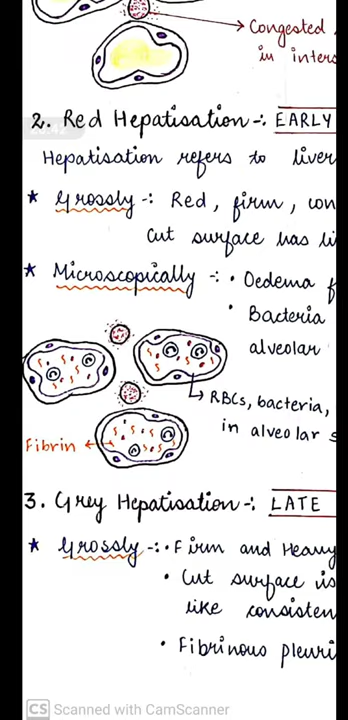 Congested
in inters
2. Red Hepatisation -: EARLY
Hepatisation refers to liver
★ Grossly -: Red, firm, con
cut surface has li
★ Microscopically -: • Oedema f
• Bacteria
alveolar
RBCs, bacteria,
in alveolar s
Fibrin
3. Grey Hepatisation -: LATE
★ Grossly -: • Firm and Heavy
• Cut surface is
like consisten
• Fibrinous pleuri
CS Scanned with CamScanner